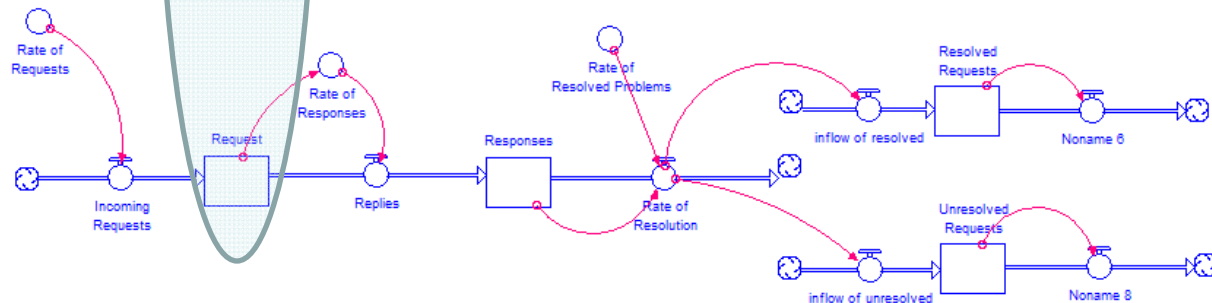 Rate of
Requests
Rate of
Responses
Request
Incoming
Requests
Replies
Responses
Rate of
Resolved Problems
Rate of
Resolution
Resolved
Requests
inflow of resolved
Noname 6
Unresolved
Requests
inflow of unresolved
Noname 8